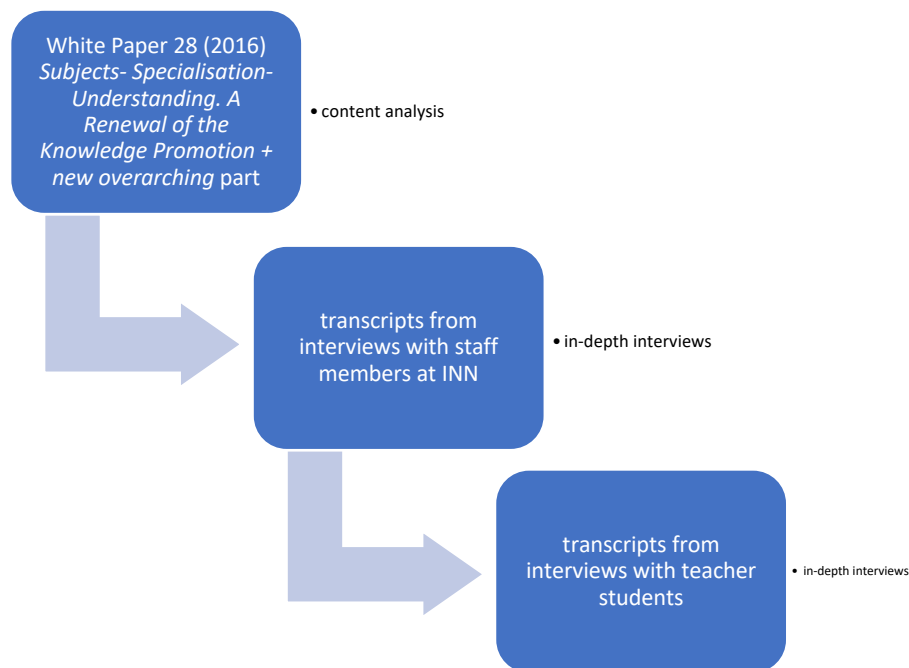 White Paper 28 (2016)
Subjects- Specialisation-
Understanding. A
Renewal of the
Knowledge Promotion +
new overarching part
• content analysis
transcripts from
interviews with staff
members at INN
• in-depth interviews
transcripts from
interviews with teacher
students
• in-depth interviews